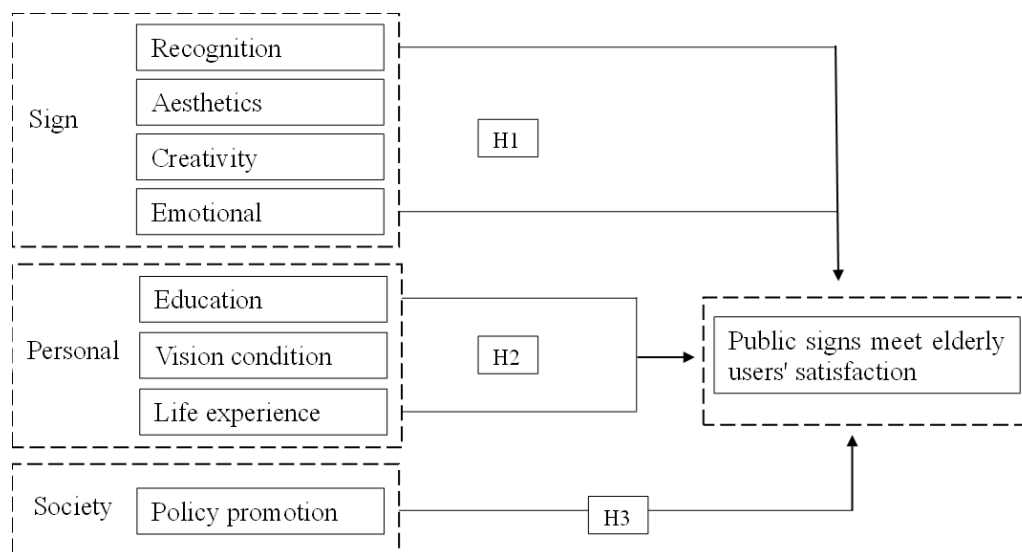 Sign
Recognition
Aesthetics
Creativity
Emotional
H1
Personal
Education
Vision condition
Life experience
H2
Public signs meet elderly
users' satisfaction
Society
Policy promotion
H3